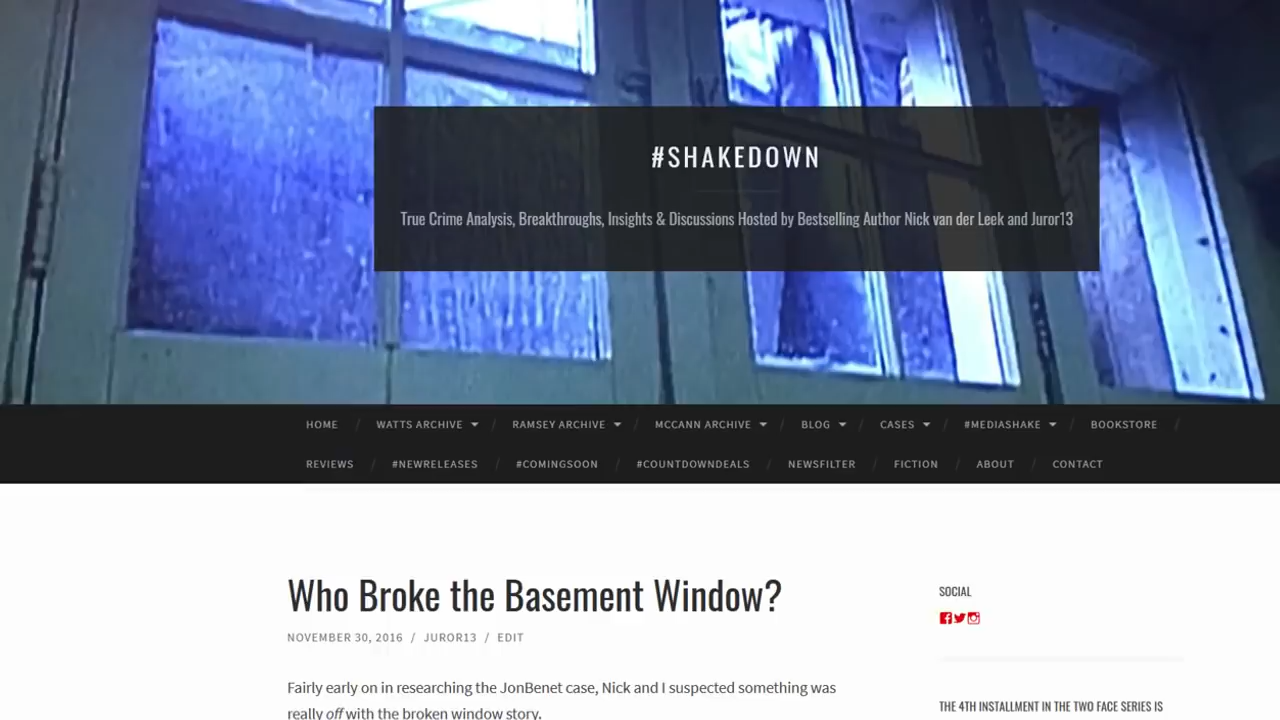 #SHAKEDOWN
True Crime Analysis, Breakthroughs, Insights & Discussions Hosted by Bestselling Author Nick van der Leek and Juror13
HOME / WATTS ARCHIVE / RAMSEY ARCHIVE / MCCANN ARCHIVE / BLOG / CASES / #MEDIASHAKE / BOOKSTORE /
REVIEWS / #NEWRELEASES / #COMINGSOON / #COUNTDOWNDEALS / NEWSFILTER / FICTION / ABOUT / CONTACT
Who Broke the Basement Window?
NOVEMBER 30, 2016 / JUROR13 / EDIT
Fairly early on in researching the JonBenet case, Nick and I suspected something was
really off with the broken window story.
SOCIAL
THE 4TH INSTALLMENT IN THE TWO FACE SERIES IS